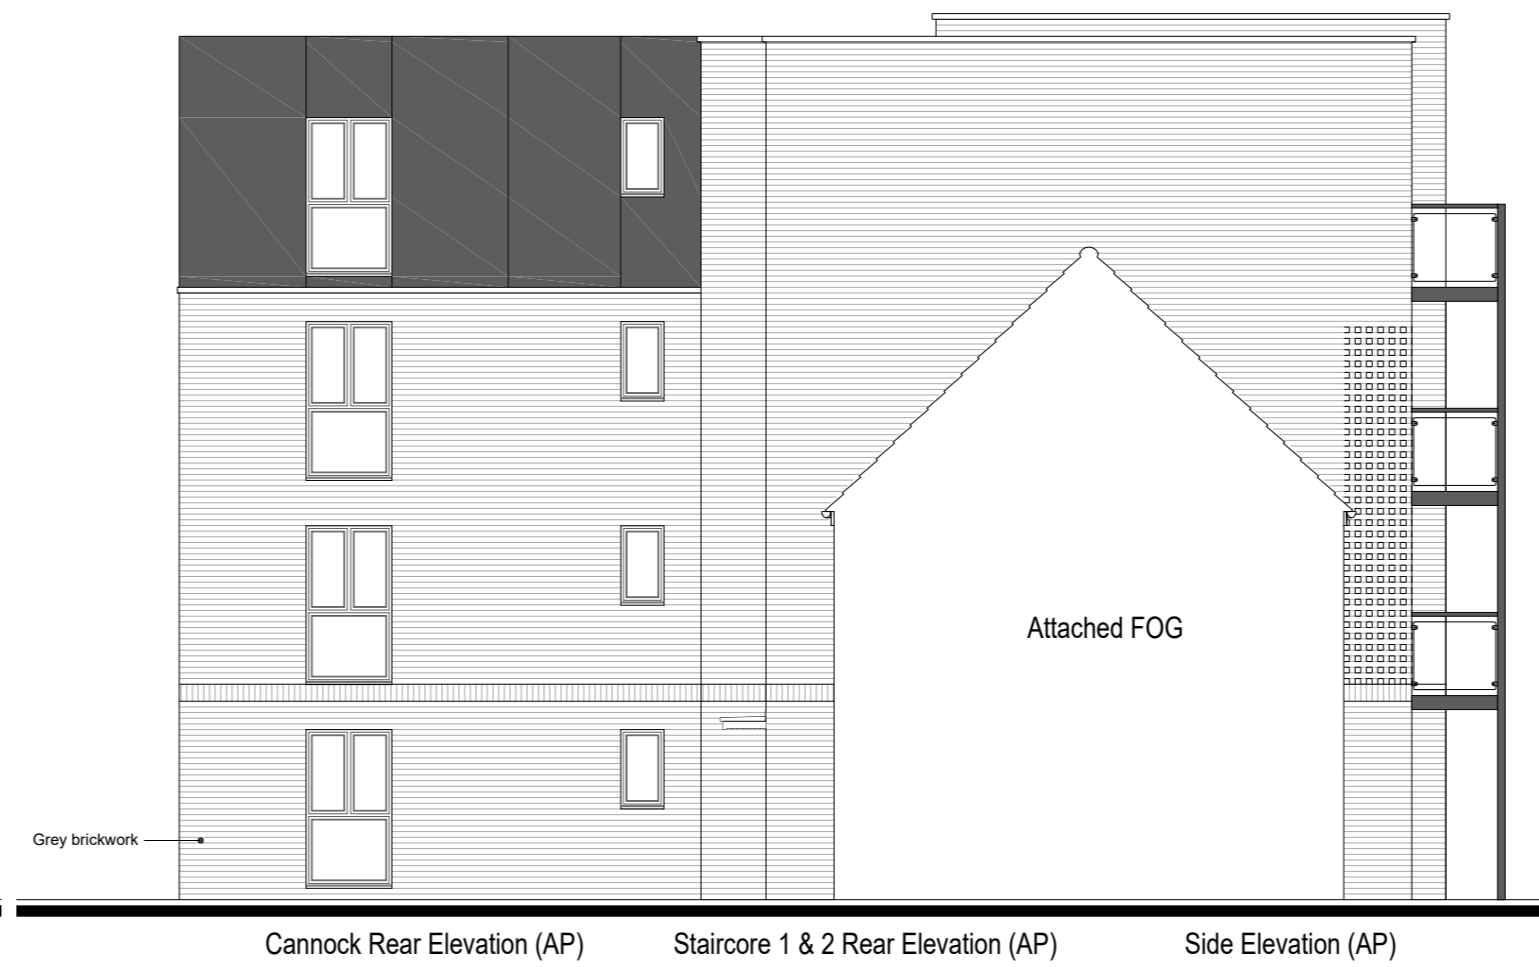 Attached FOG
Grey brickwork
Cannock Rear Elevation (AP)
Staircore 1 & 2 Rear Elevation (AP)
Side Elevation (AP)